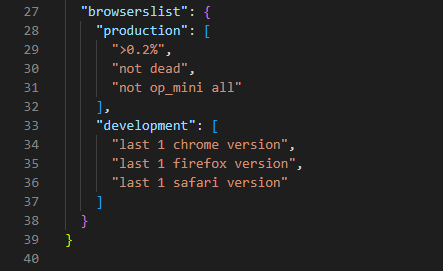 27 "browserslist": {
28 "production": [
29 ">0.2%",
30 "not dead",
31 "not op_mini all"
32 ],
33 "development": [
34 "last 1 chrome version",
35 "last 1 firefox version",
36 "last 1 safari version"
37 ]
38 }
39 }
40